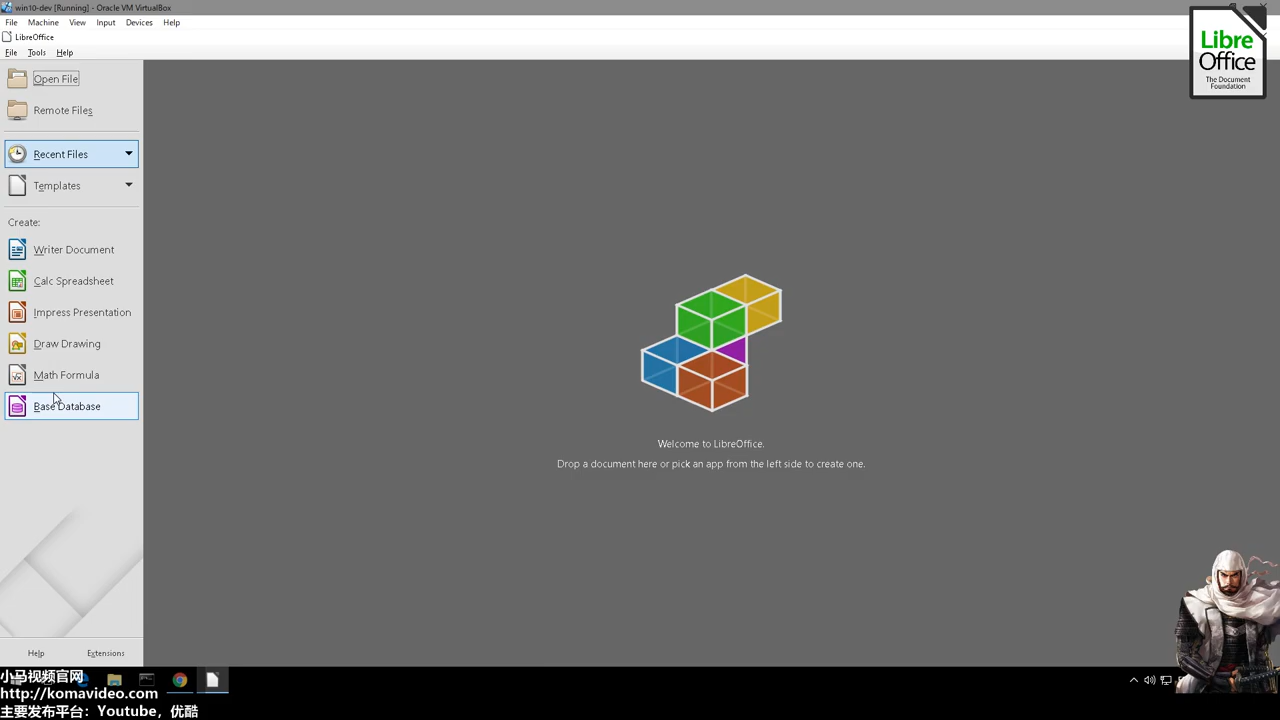 win10-dev [Running] - Oracle VM VirtualBox
File Machine View Input Devices Help
LibreOffice
File Tools Help
Libre
Office
The Document
Foundation
Open File
Remote Files
Recent Files
Templates
Create:
Writer Document
Calc Spreadsheet
Impress Presentation
Draw Drawing
Math Formula
Base Database
Welcome to LibreOffice.
Drop a document here or pick an app from the left side to create one.
Help Extensions
小马视频官网
http://komavideo.com
主要发布平台：Youtube，优酷